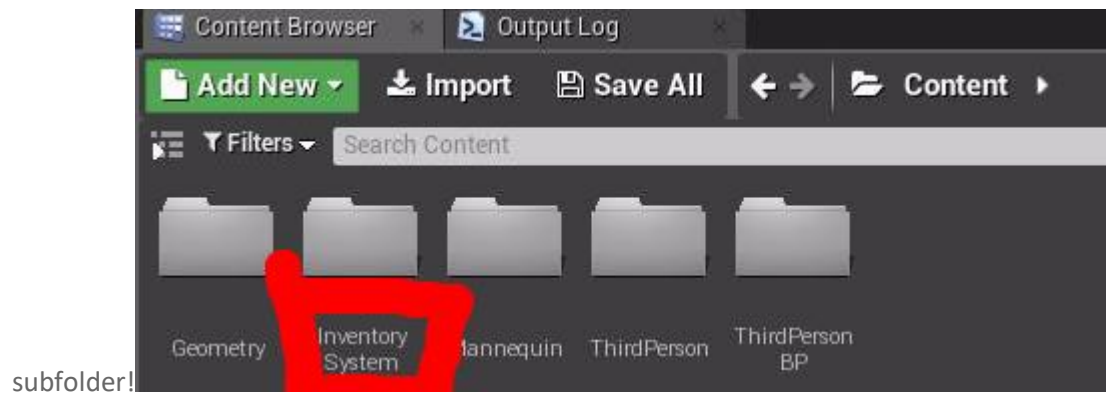 Content Browser Output Log
Add New Import Save All Content
Filters Search Content
Geometry Inventory System Mannequin ThirdPerson ThirdPerson BP
subfolder!